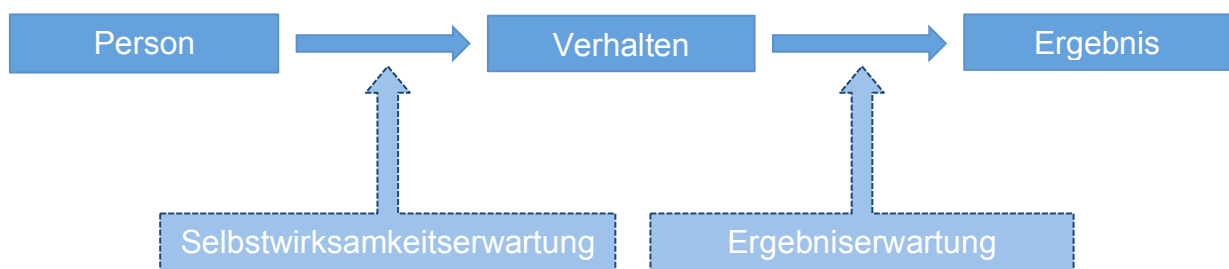 Person
Verhalten
Ergebnis
Selbstwirksamkeitserwartung
Ergebniserwartung